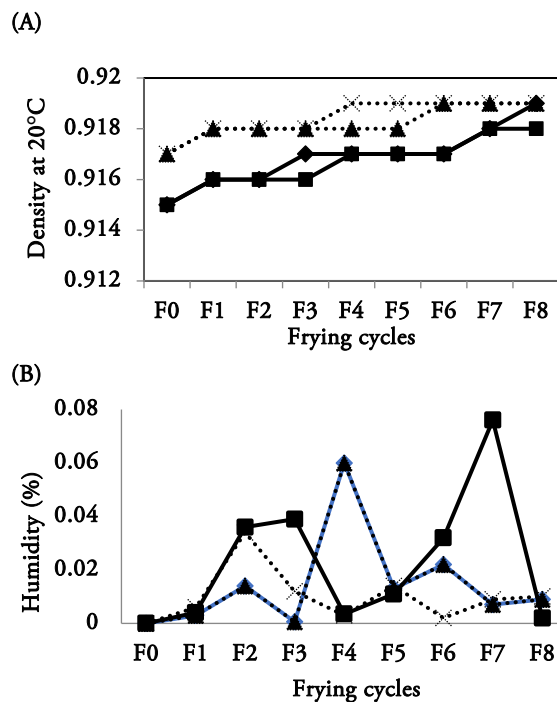 (A)
0.92
0.918
0.916
0.914
0.912
Density at 20°C
F0 F1 F2 F3 F4 F5 F6 F7 F8
Frying cycles
(B)
0.08
0.06
0.04
0.02
0
Humidity (%)
F0 F1 F2 F3 F4 F5 F6 F7 F8
Frying cycles